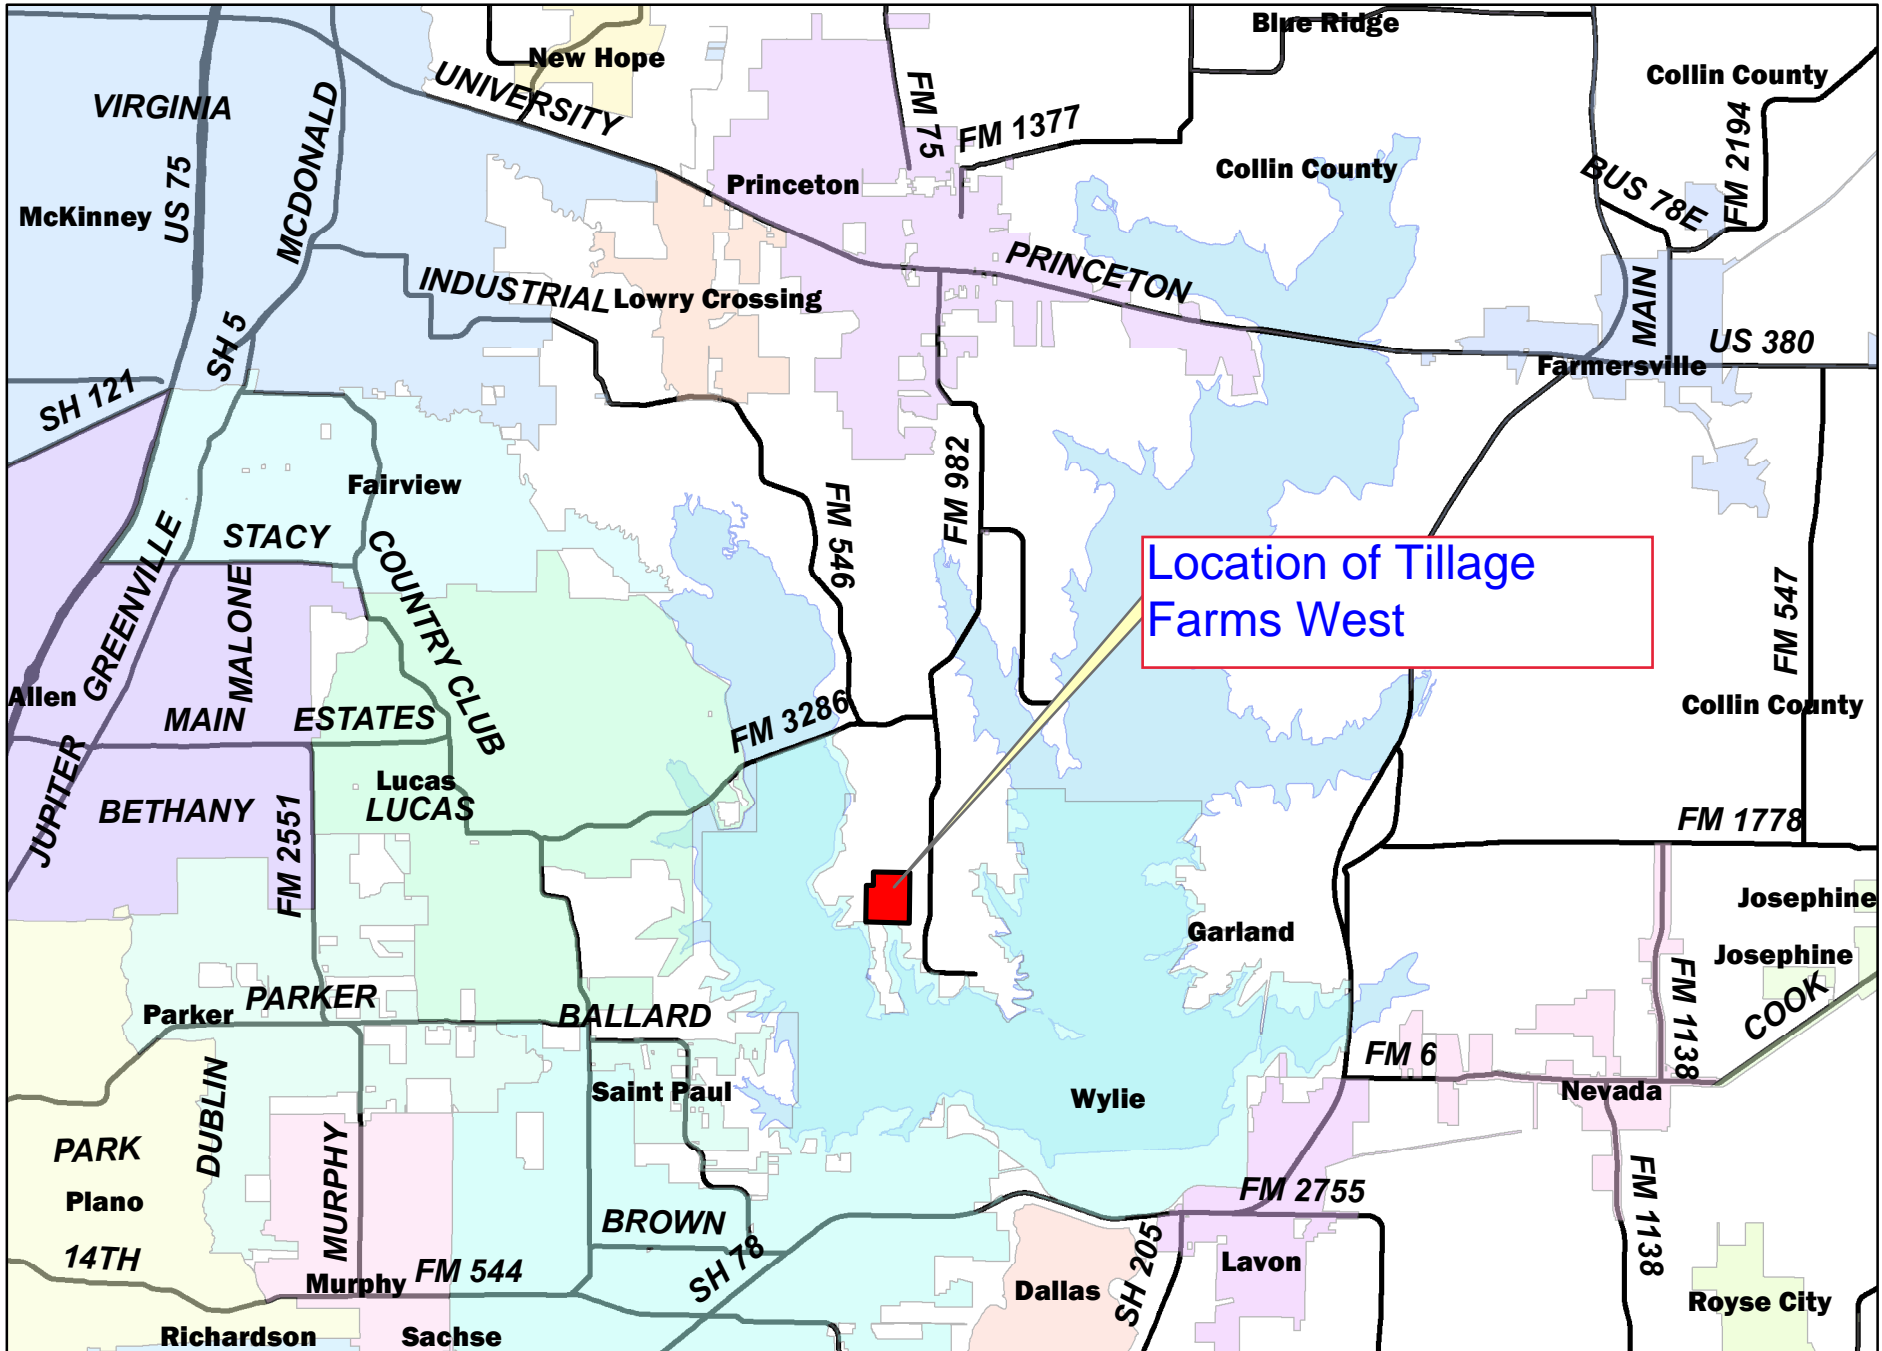 Blue Ridge
New Hope
Collin County
UNIVERSITY
VIRGINIA
MCDONALD
FM 75
FM 1377
FM 2194
Collin County
Princeton
BUS 78E
McKinney
US 75
PRINCETON
INDUSTRIAL
Lowry Crossing
MAIN
US 380
SH 5
Farmersville
SH 121
Fairview
FM 982
FM 546
STACY
GREENVILLE
COUNTRY CLUB
MALONE
Location of Tillage
Farms West
FM 547
Allen
MAIN
ESTATES
FM 3286
Collin County
JUPITER
Lucas
LUCAS
BETHANY
FM 2551
FM 1778
Josephine
Garland
Josephine
PARKER
Parker
BALLARD
FM 1138
COOK
FM 6
DUBLIN
Saint Paul
Wylie
Nevada
PARK
MURPHY
Plano
FM 2755
FM 1138
BROWN
14TH
SH 78
SH 205
Lavon
FM 544
Murphy
Dallas
Royse City
Richardson
Sachse